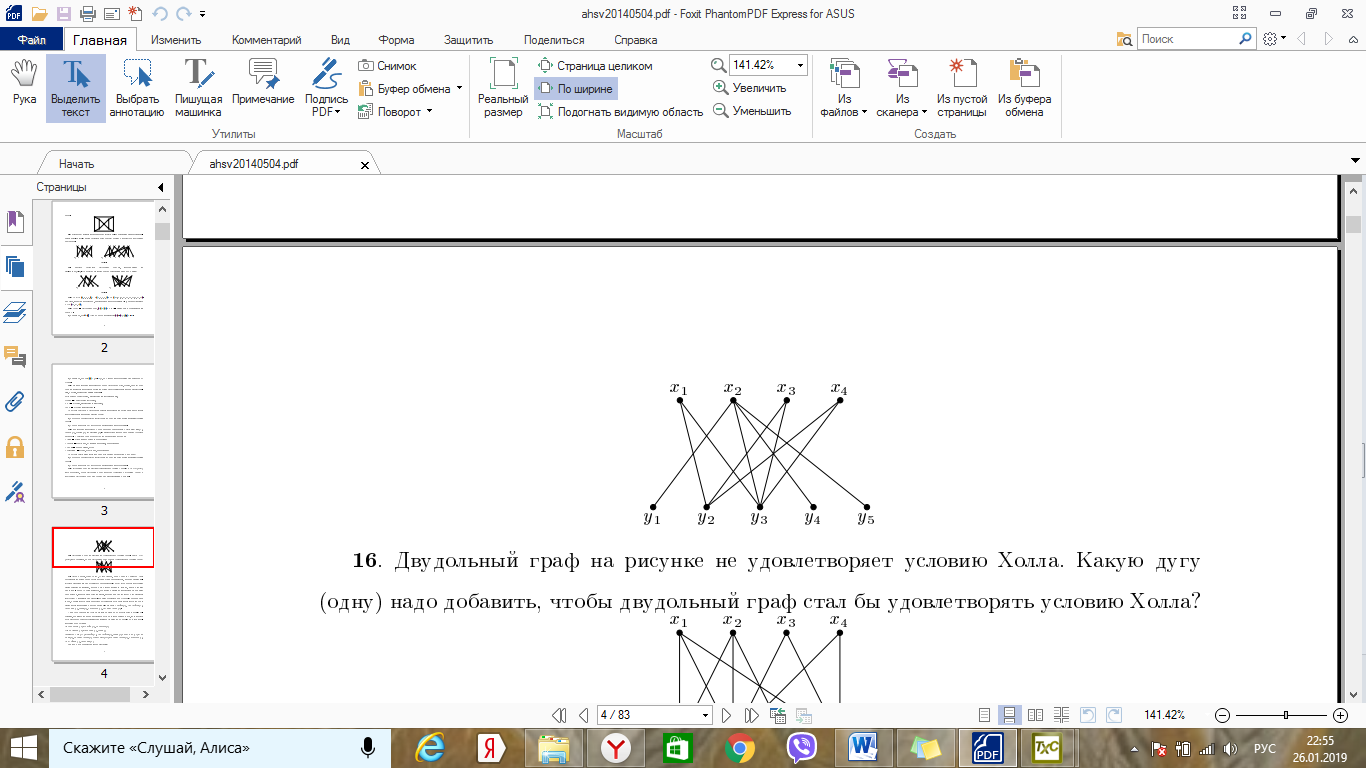 ahsv20140504.pdf - Foxit PhantomPDF Express for ASUS
Файл Главная Изменить Комментарий Вид Форма Защитить Поделиться Справка
Поиск
Рука
Выделить текст
Выбрать аннотацию
Пишущая машинка
Примечание
Подпись PDF
Снимок
Буфер обмена
Поворот
Утилиты
Реальный размер
Страница целиком
По ширине
Подогнать видимую область
141.42%
Увеличить
Уменьшить
Масштаб
Из файлов
Из сканера
Из пустой страницы
Из буфера обмена
Создать
Начать ahsv20140504.pdf
Страницы
2
3
4
x1 x2 x3 x4
y1 y2 y3 y4 y5
16. Двудольный граф на рисунке не удовлетворяет условию Холла. Какую дугу
(одну) надо добавить, чтобы двудольный граф стал бы удовлетворять условию Холла?
x1 x2 x3 x4
4 / 83
141.42%
Скажите «Слушай, Алиса»
РУС
22:55
26.01.2019